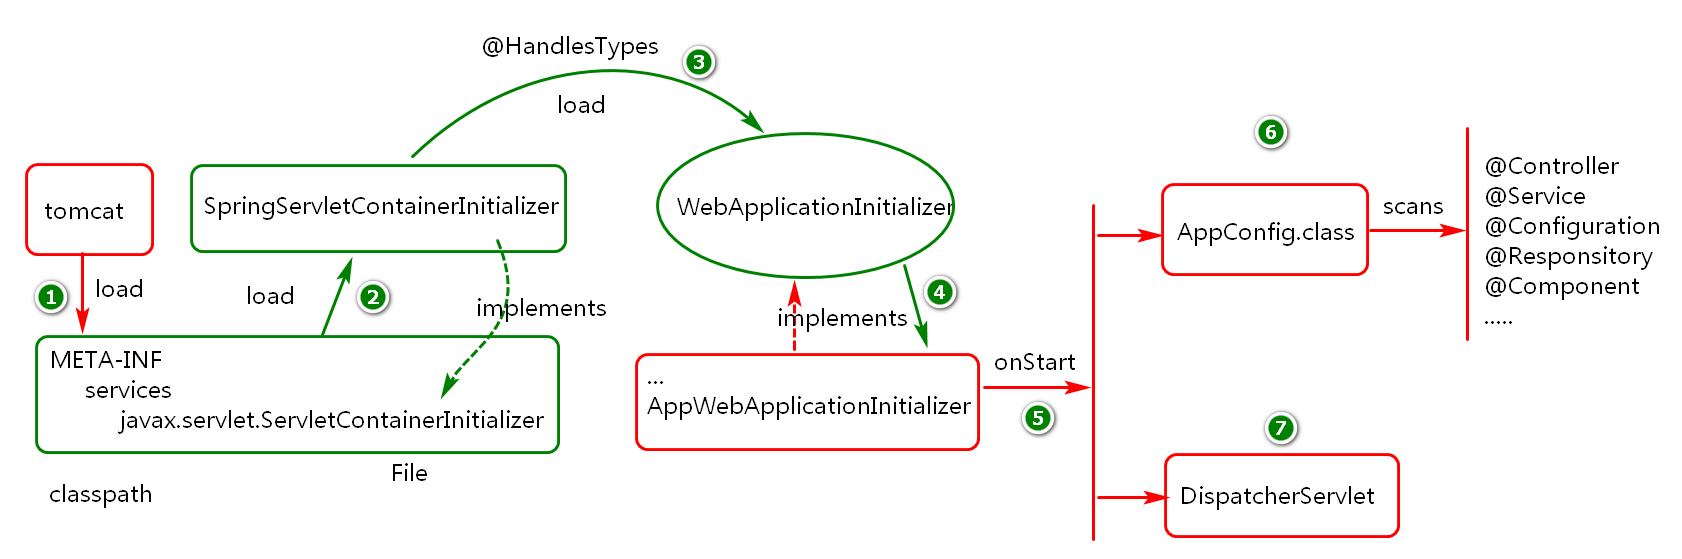 @HandlesTypes
3
load
tomcat
SpringServletContainerInitializer
WebApplicationInitializer
6
@Controller
@Service
@Configuration
@Responsitory
@Component
.....
scans
AppConfig.class
1
load
load
2
implements
implements
4
META-INF
services
javax.servlet.ServletContainerInitializer
File
classpath
...
AppWebApplicationInitializer
onStart
5
7
DispatcherServlet